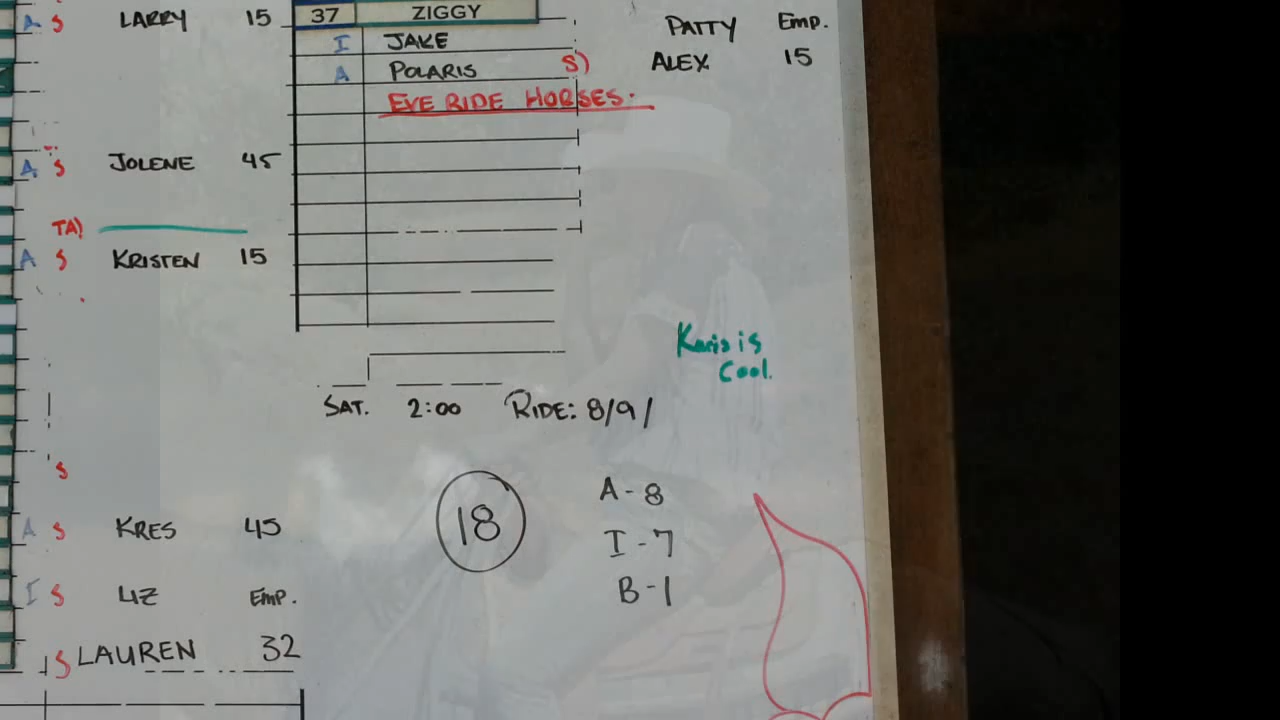 A S LARRY 15
37 ZIGGY
I JAKE
A POLARIS S)
EVE RIDE HORSES.
PATTY Emp.
ALEX 15
A S JOLENE 45
TA)
A S KRISTEN 15
is
Cool.
SAT. 2:00 RIDE: 8/9/
S
A S KRES 45
I S LIZ Emp.
S LAUREN 32
18
A-8
I-7
B-1